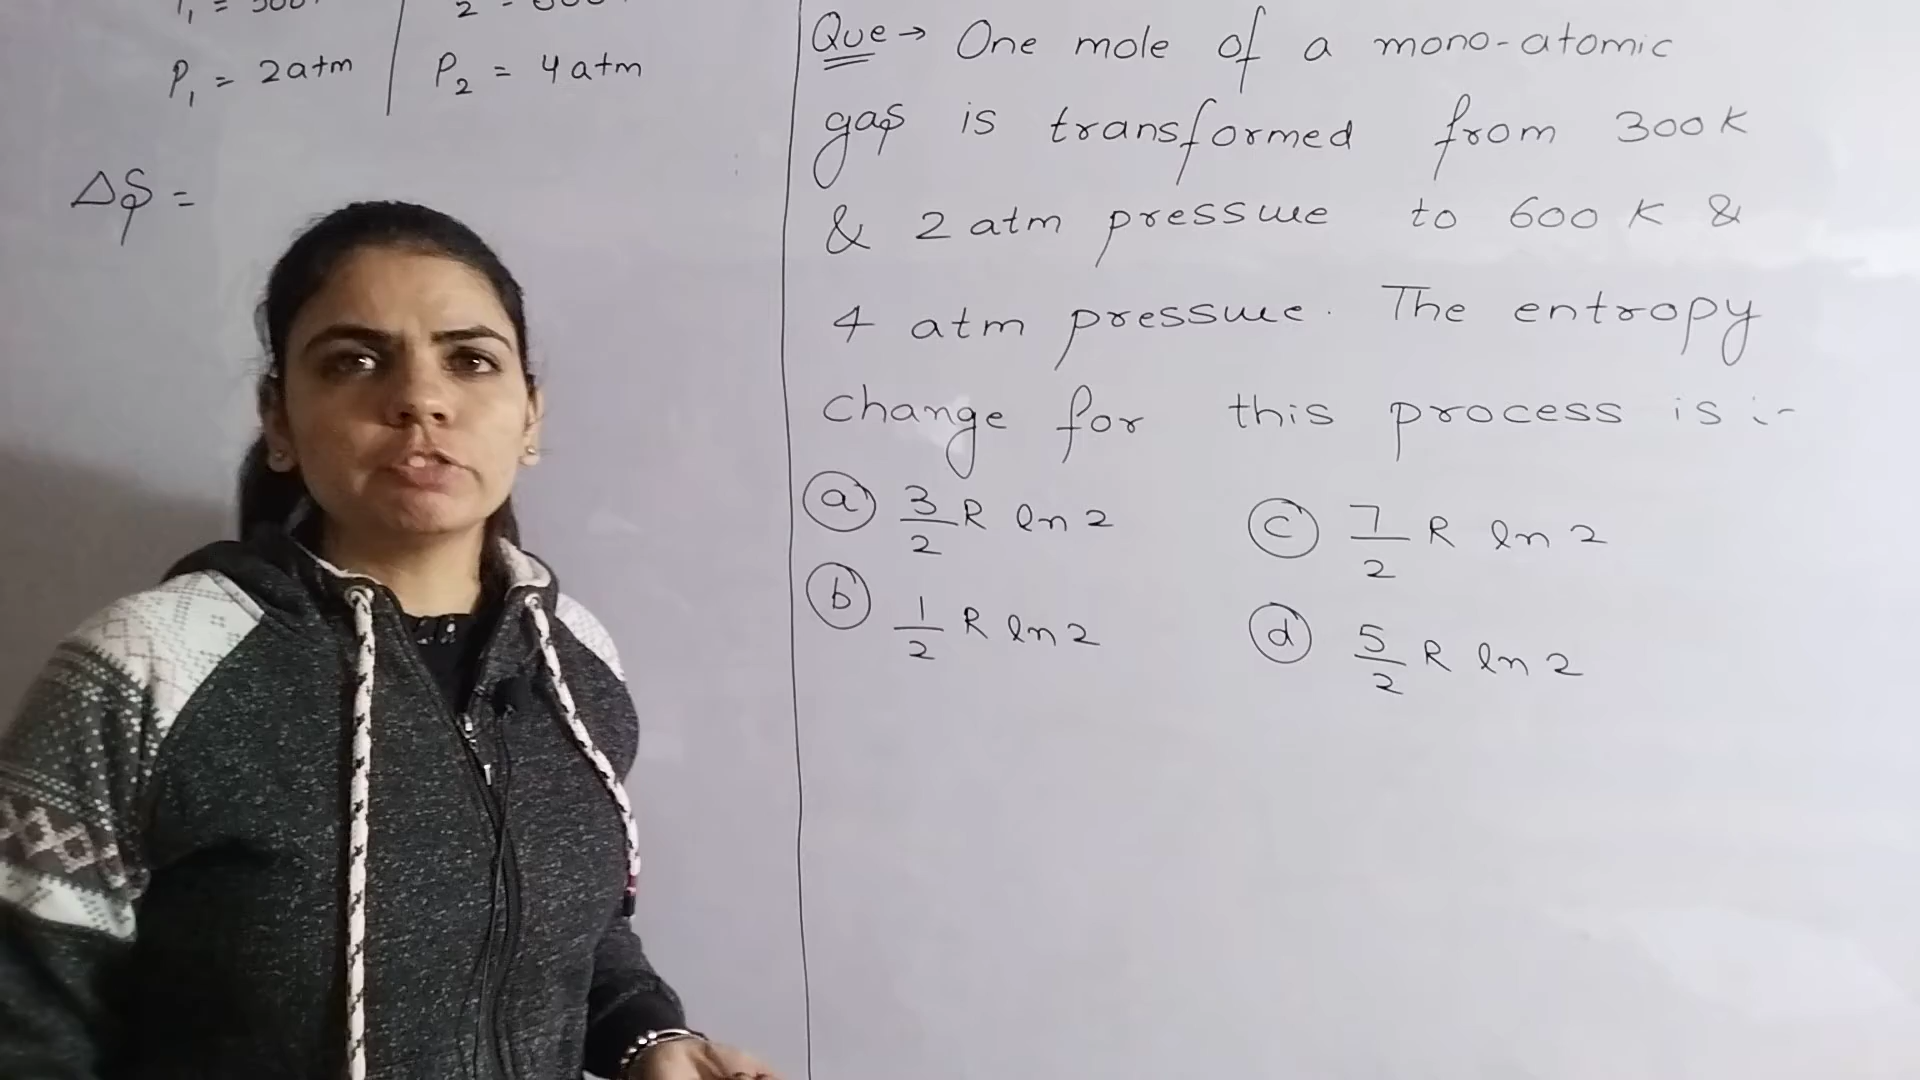 P₁ = 2 atm | P₂ = 4 atm
ΔS =
Que → One mole of a mono-atomic
gas is transformed from 300 K
& 2 atm pressure to 600 K &
4 atm pressure. The entropy
change for this process is :-
(a) 3/2 R ln 2
(c) 7/2 R ln 2
(b) 1/2 R ln 2
(d) 5/2 R ln 2